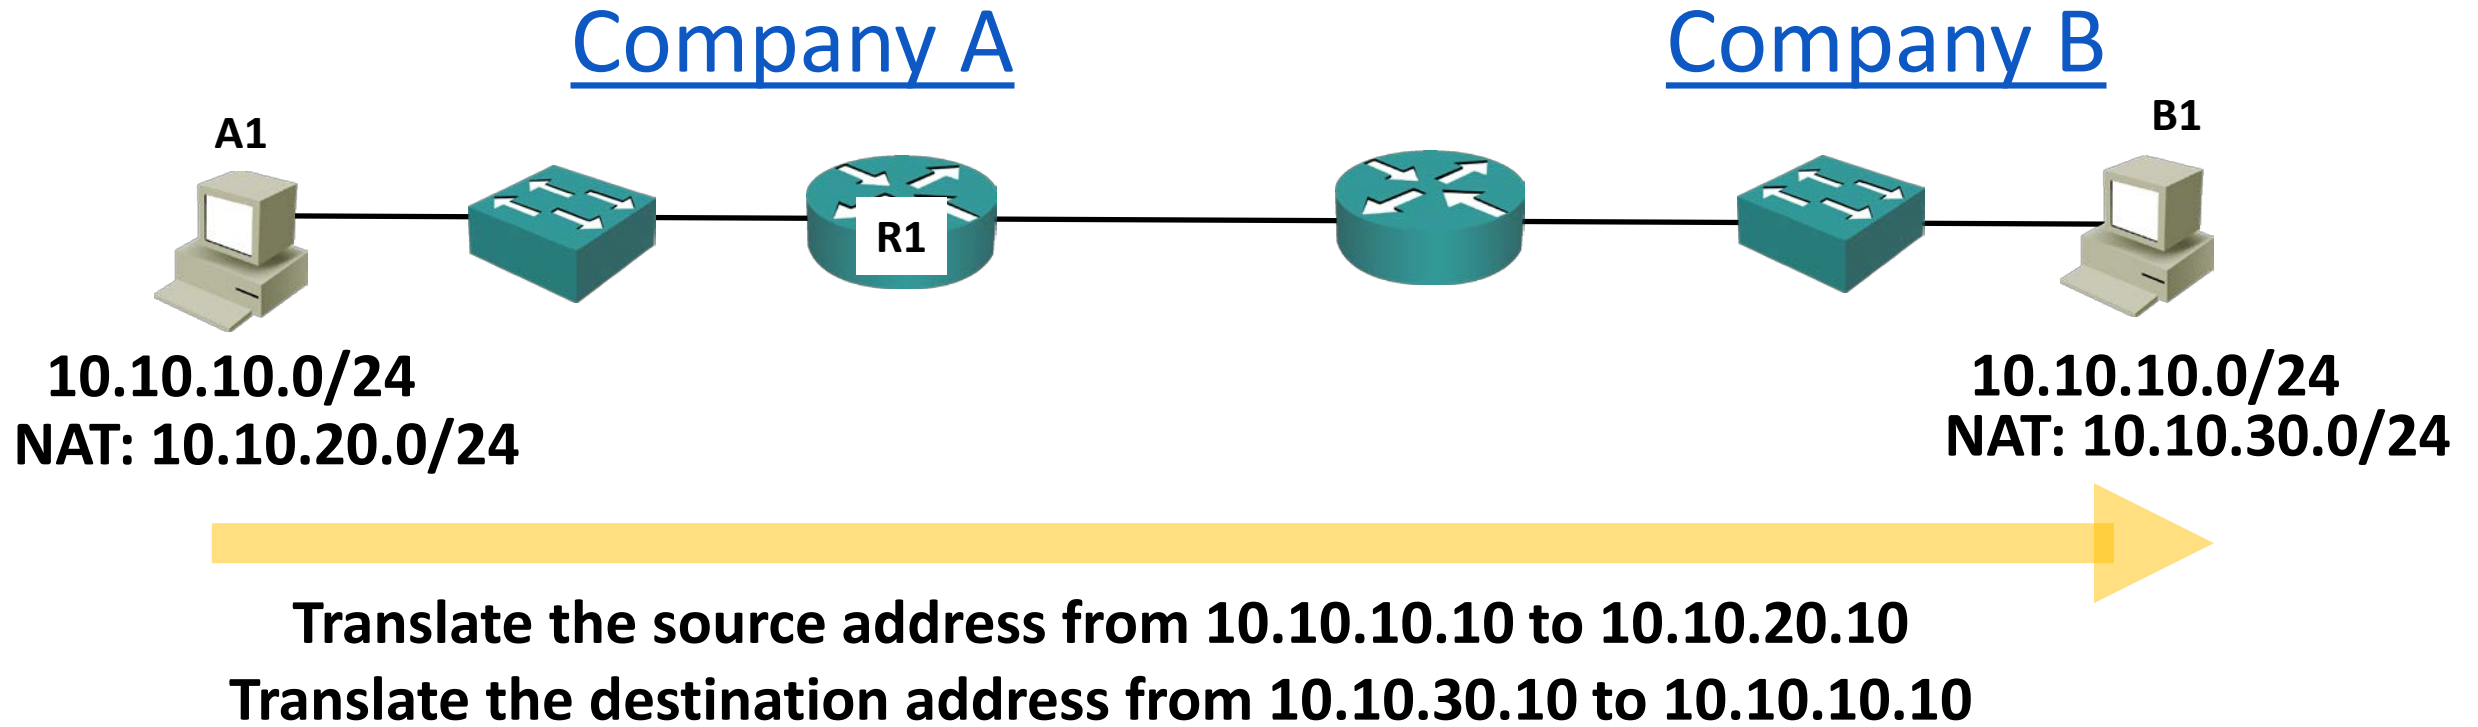 Company A
Company B
A1
B1
R1
10.10.10.0/24
NAT: 10.10.20.0/24
10.10.10.0/24
NAT: 10.10.30.0/24
Translate the source address from 10.10.10.10 to 10.10.20.10
Translate the destination address from 10.10.30.10 to 10.10.10.10